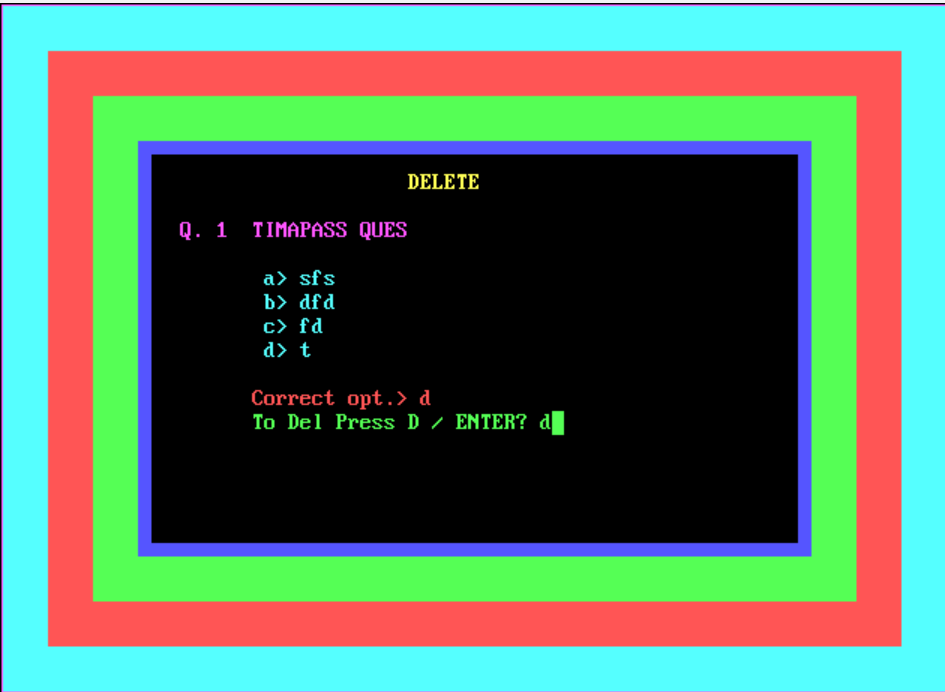 DELETE
Q. 1 TIMAPASS QUES
a> sfs
b> dfd
c> fd
d> t
Correct opt.> d
To Del Press D / ENTER? d